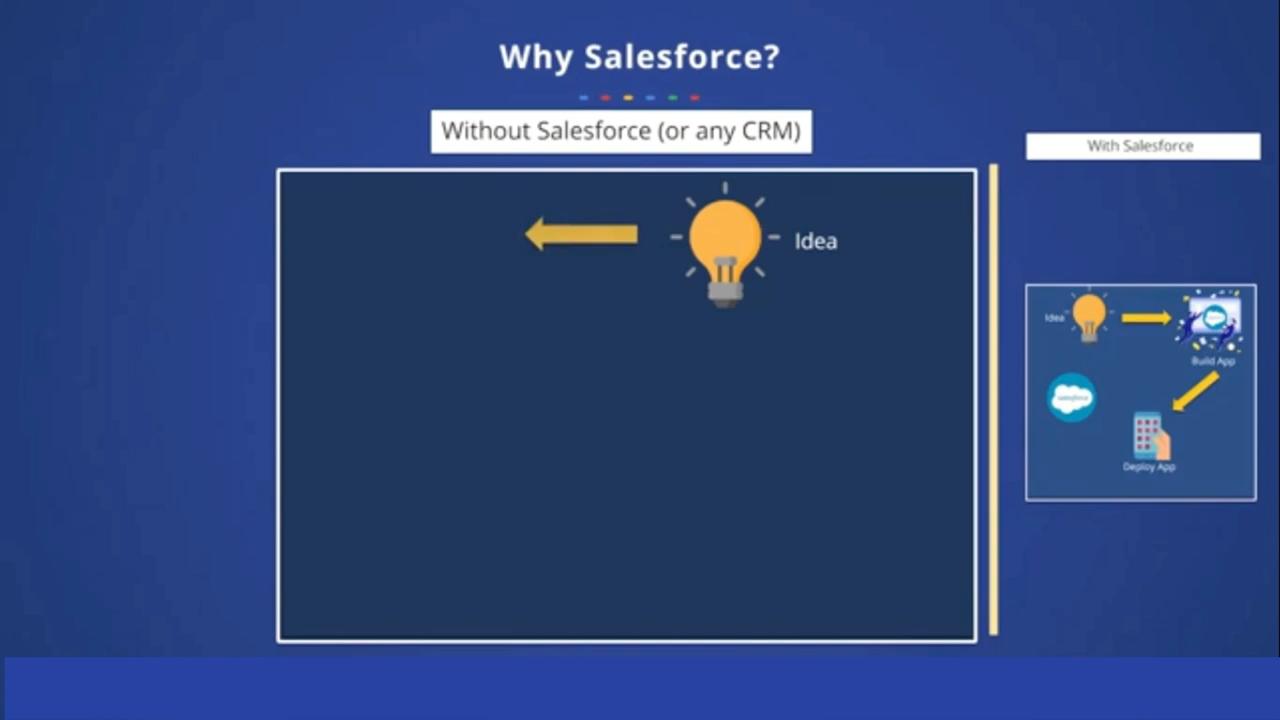 Why Salesforce?
Without Salesforce (or any CRM)
With Salesforce
Idea
Idea
Build App
salesforce
Deploy App